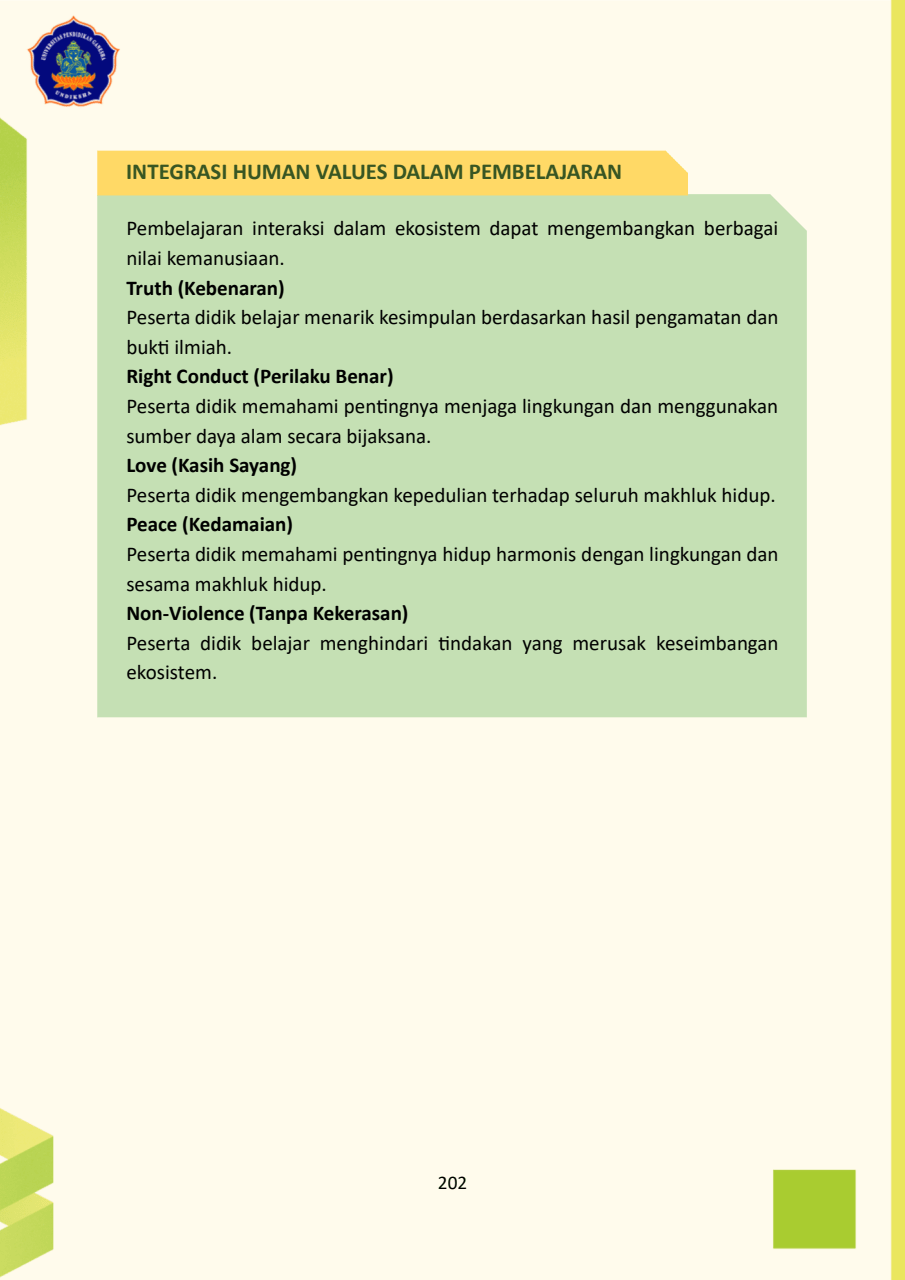 UNIVERSITAS PENDIDIKAN GANESHA
UNDIKSHA
INTEGRASI HUMAN VALUES DALAM PEMBELAJARAN
Pembelajaran interaksi dalam ekosistem dapat mengembangkan berbagai
nilai kemanusiaan.
Truth (Kebenaran)
Peserta didik belajar menarik kesimpulan berdasarkan hasil pengamatan dan
bukti ilmiah.
Right Conduct (Perilaku Benar)
Peserta didik memahami pentingnya menjaga lingkungan dan menggunakan
sumber daya alam secara bijaksana.
Love (Kasih Sayang)
Peserta didik mengembangkan kepedulian terhadap seluruh makhluk hidup.
Peace (Kedamaian)
Peserta didik memahami pentingnya hidup harmonis dengan lingkungan dan
sesama makhluk hidup.
Non-Violence (Tanpa Kekerasan)
Peserta didik belajar menghindari tindakan yang merusak keseimbangan
ekosistem.
202